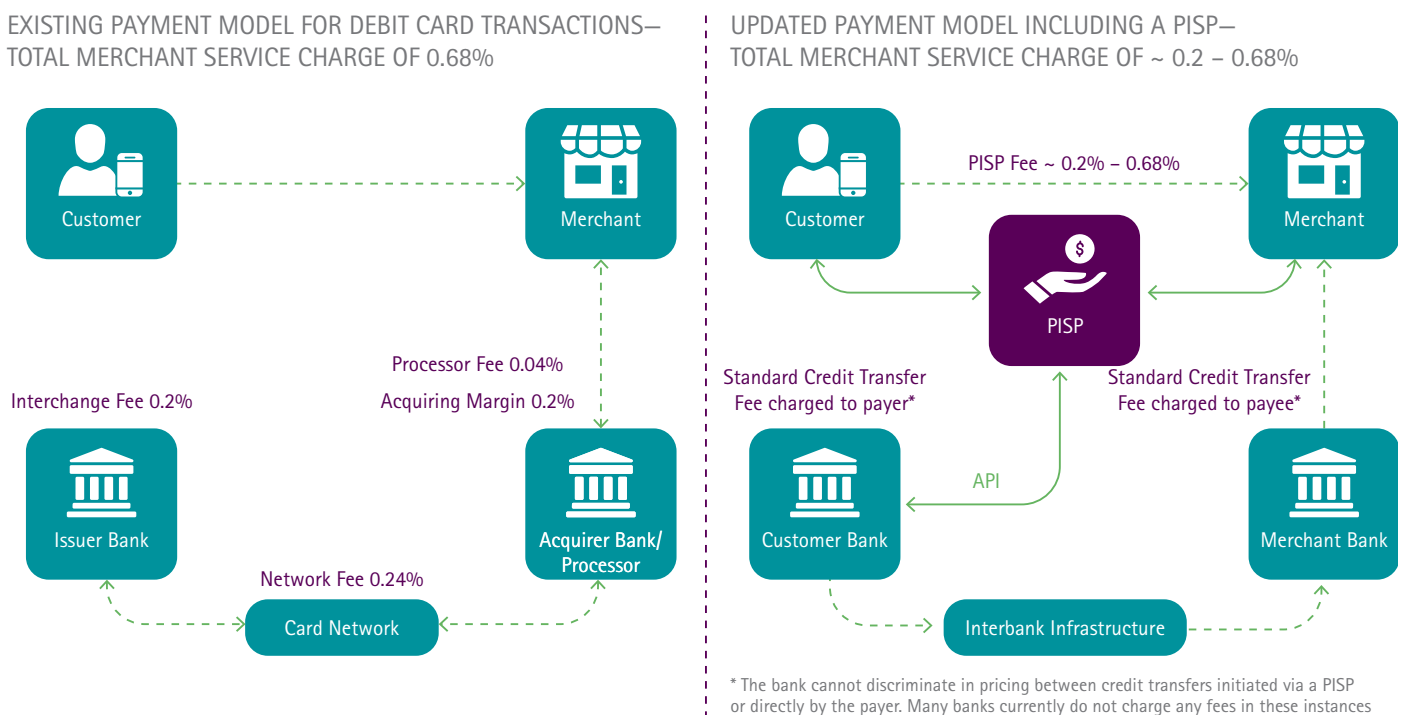 EXISTING PAYMENT MODEL FOR DEBIT CARD TRANSACTIONS—
TOTAL MERCHANT SERVICE CHARGE OF 0.68%
Customer
Merchant
Processor Fee 0.04%
Acquiring Margin 0.2%
Interchange Fee 0.2%
Issuer Bank
Acquirer Bank/
Processor
Network Fee 0.24%
Card Network
UPDATED PAYMENT MODEL INCLUDING A PISP—
TOTAL MERCHANT SERVICE CHARGE OF ~ 0.2 – 0.68%
Customer
PISP Fee ~ 0.2% – 0.68%
Merchant
$
PISP
Standard Credit Transfer
Fee charged to payer*
Standard Credit Transfer
Fee charged to payee*
API
Customer Bank
Merchant Bank
Interbank Infrastructure
* The bank cannot discriminate in pricing between credit transfers initiated via a PISP
or directly by the payer. Many banks currently do not charge any fees in these instances